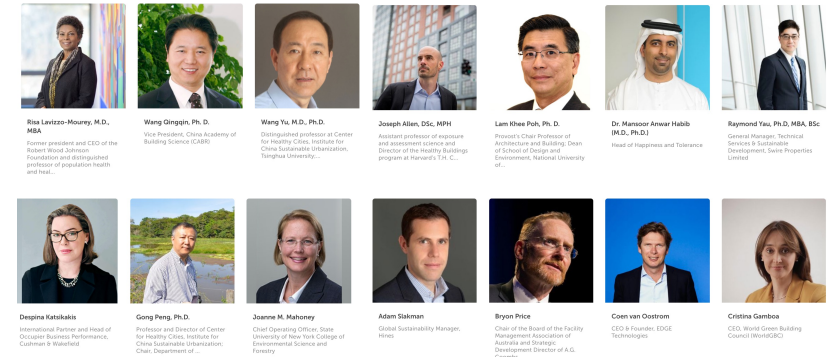 Risa Lavizzo-Mourey, M.D.,
MBA
Former president and CEO of the
Robert Wood Johnson
Foundation and distinguished
professor of population health
and heal...
Wang Qingqin, Ph. D.
Vice President, China Academy of
Building Science (CABR)
Wang Yu, M.D., Ph.D.
Distinguished professor at Center
for Healthy Cities, Institute for
China Sustainable Urbanization,
Tsinghua University,...
Joseph Allen, DSc, MPH
Assistant professor of exposure
and assessment science and
Director of the Healthy Buildings
program at Harvard's T.H. C...
Lam Khee Poh, Ph. D.
Provost's Chair Professor of
Architecture and Building; Dean
of School of Design and
Environment, National University
of...
Dr. Mansoor Anwar Habib
(M.D., Ph.D.)
Head of Happiness and Tolerance
Raymond Yau, Ph.D, MBA, BSc
General Manager, Technical
Services & Sustainable
Development, Swire Properties
Limited
Despina Katsikakis
International Partner and Head of
Occupier Business Performance,
Cushman & Wakefield
Gong Peng, Ph.D.
Professor and Director of Center
for Healthy Cities, Institute for
China Sustainable Urbanization;
Chair, Department of ...
Joanne M. Mahoney
Chief Operating Officer, State
University of New York College of
Environmental Science and
Forestry
Adam Slakman
Global Sustainability Manager,
Hines
Bryon Price
Chair of the Board of the Facility
Management Association of
Australia and Strategic
Development Director of A.G.
Coen van Oostrom
CEO & Founder, EDGE
Technologies
Cristina Gamboa
CEO, World Green Building
Council (WorldGBC)